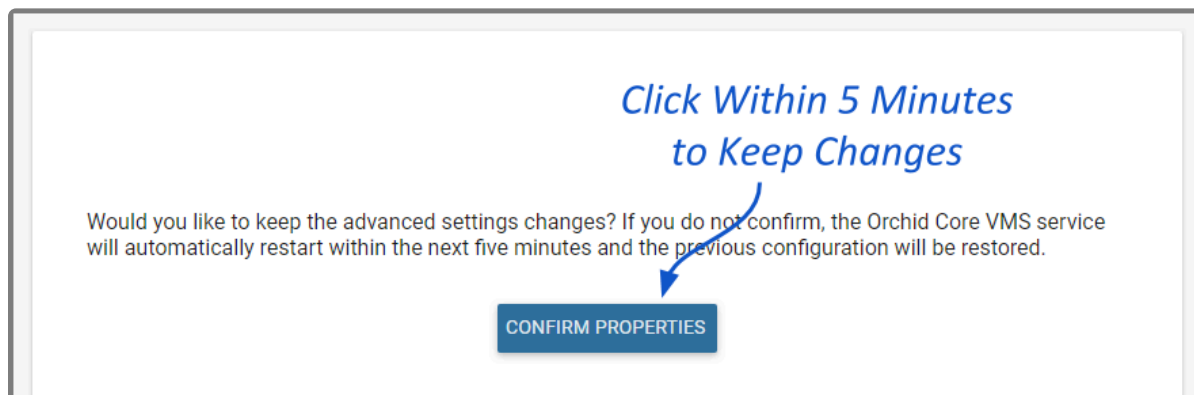 Click Within 5 Minutes
to Keep Changes
Would you like to keep the advanced settings changes? If you do not confirm, the Orchid Core VMS service
will automatically restart within the next five minutes and the previous configuration will be restored.
CONFIRM PROPERTIES